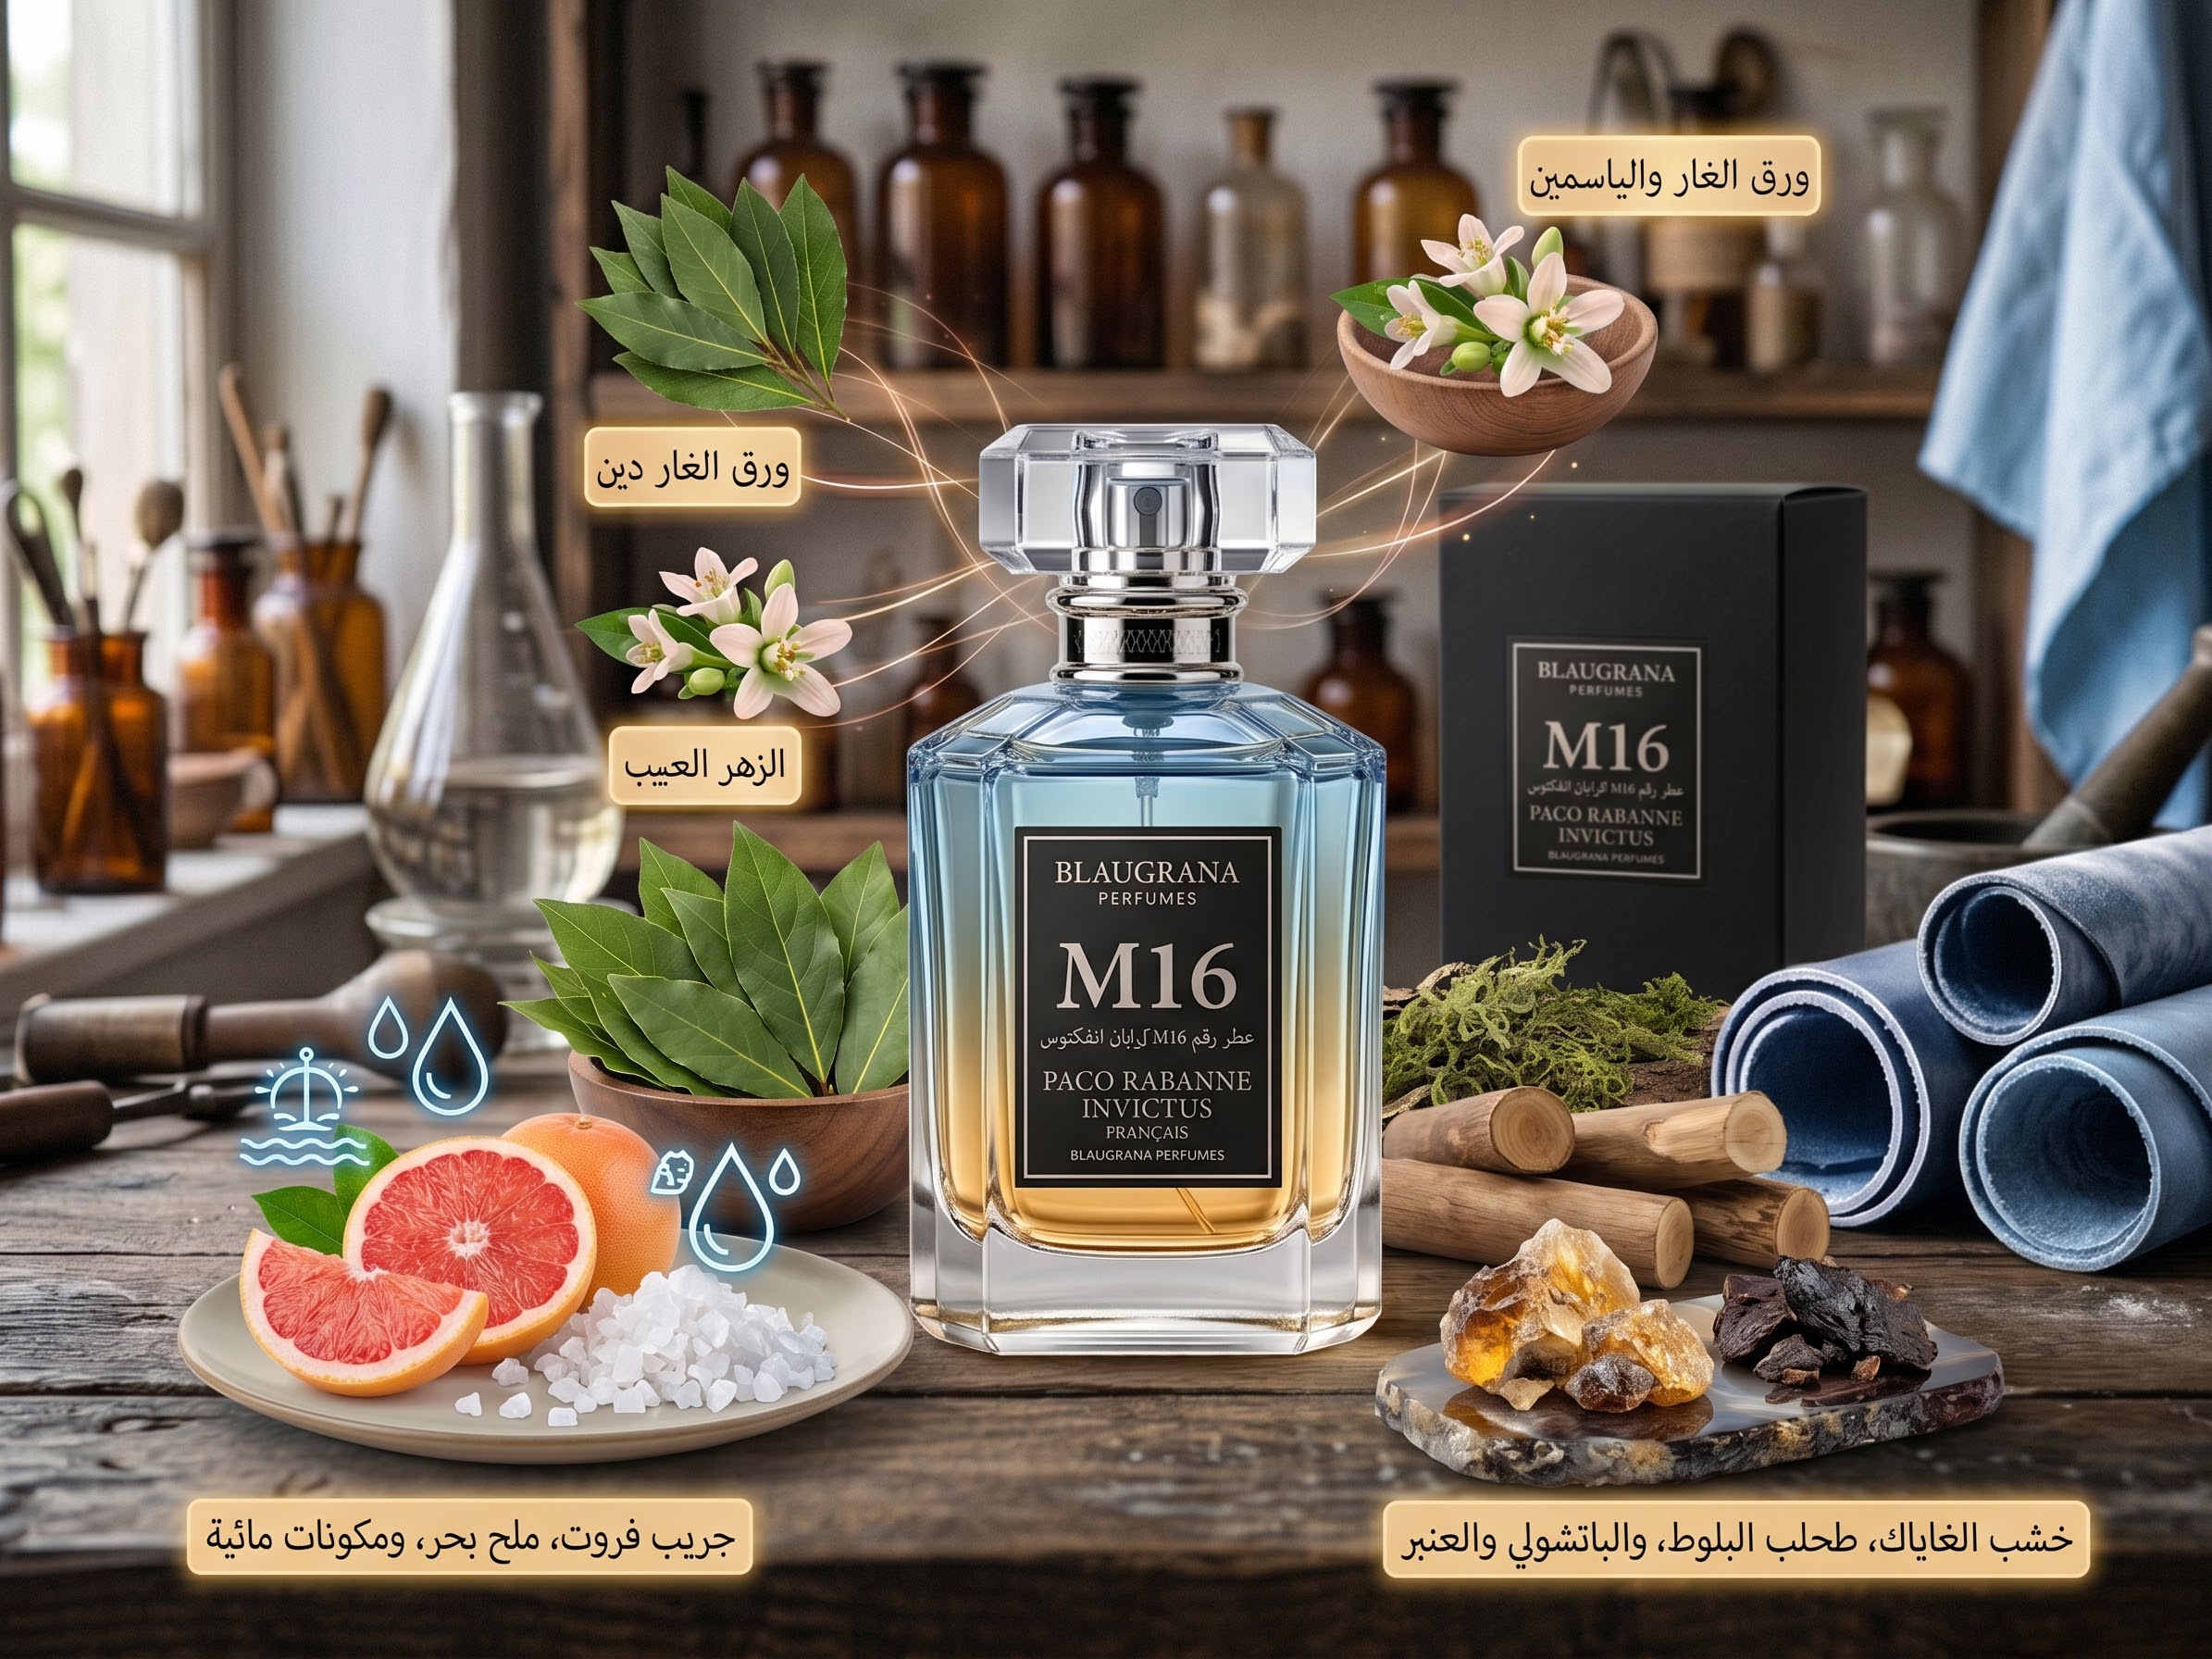 ورق الغار والياسمين
ورق الغار دين
الزهر العبيب
BLAUGRANA
PERFUMES
M16
عطر رقم M16 كرابان انفكتوس
PACO RABANNE
INVICTUS
BLAUGRANA PERFUMES
BLAUGRANA
PERFUMES
M16
عطر رقم M16 لرابان انفكتوس
PACO RABANNE
INVICTUS
PRANÇAIS
BLAUGRANA PERFUMES
جريب فروت، ملح بحر، ومكونات مائية
خشب الغاياك، طحلب البلوط، والباتشولي والعنبر